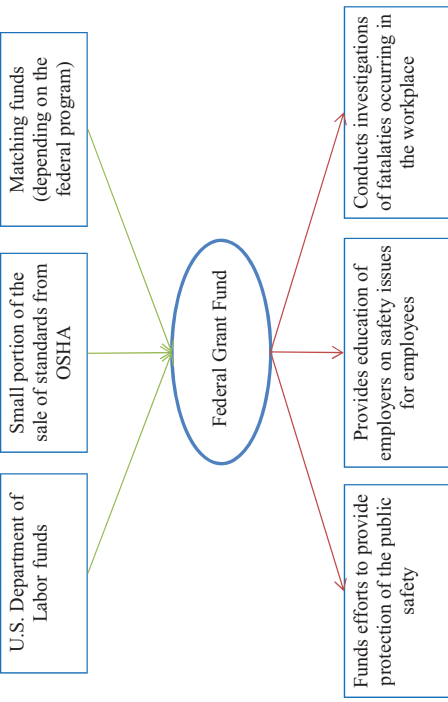 U.S. Department of
Labor funds
Small portion of the
sale of standards from
OSHA
Matching funds
(depending on the
federal program)
Federal Grant Fund
Funds efforts to provide
protection of the public
safety
Provides education of
employers on safety issues
for employees
Conducts investigations
of fatalaties occurring in
the workplace